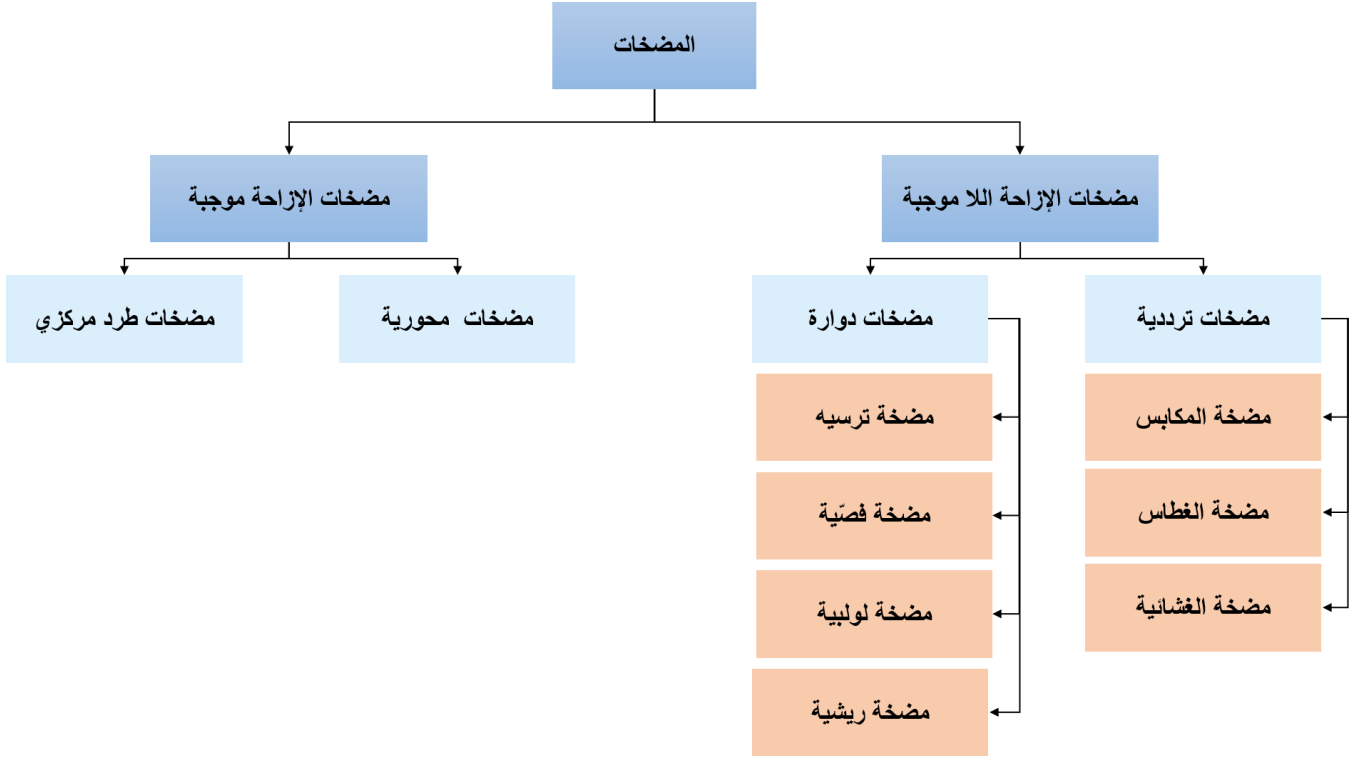 المضخات
مضخات الإزاحة اللا موجبة
مضخات الإزاحة موجبة
مضخات ترددية
مضخات دوارة
مضخات محورية
مضخات طرد مركزي
مضخة المكابس
مضخة ترسيه
مضخة الغطاس
مضخة فصّية
مضخة الغشائية
مضخة لولبية
مضخة ريشية